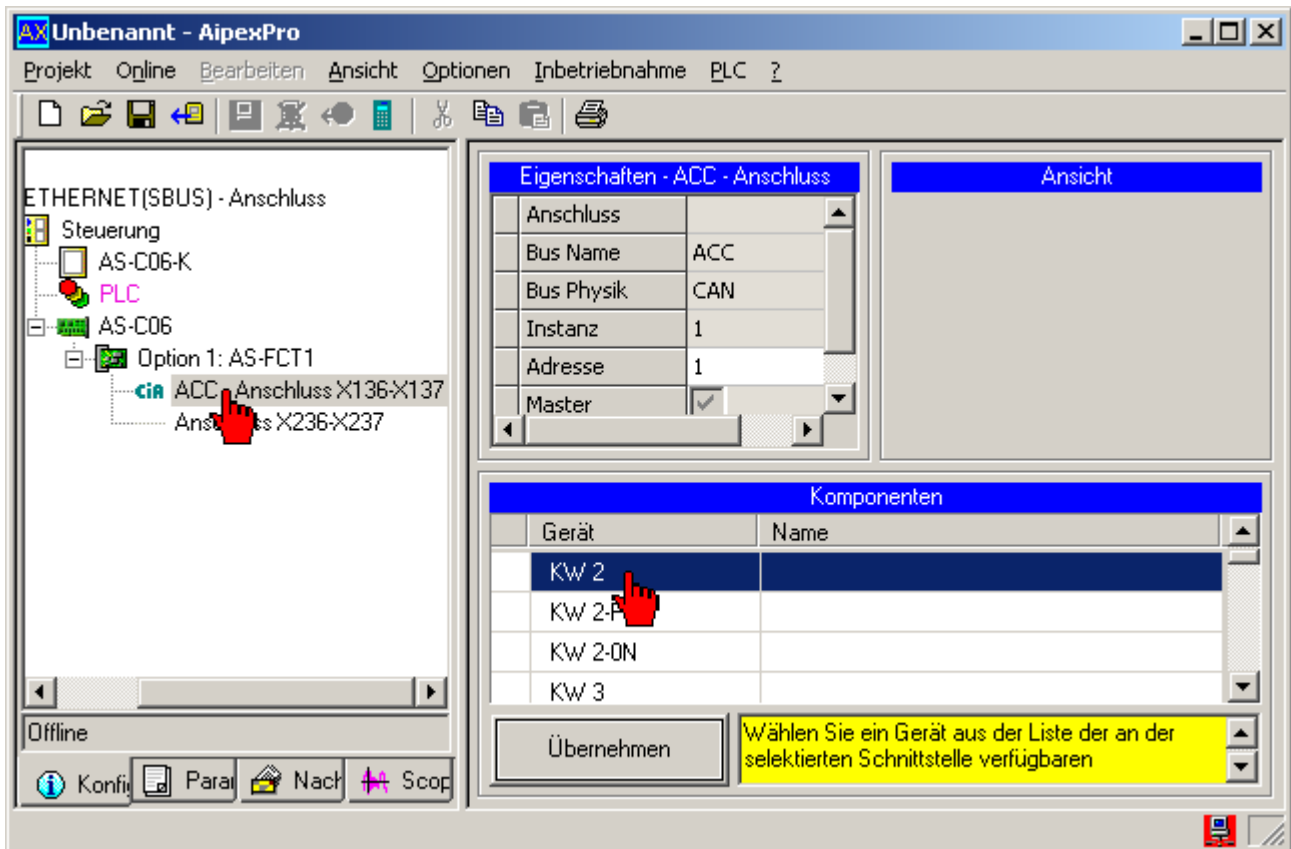 AX Unbenannt - AipexPro
Projekt Online Bearbeiten Ansicht Optionen Inbetriebnahme PLC ?
ETHERNET(SBUS) - Anschluss
Steuerung
AS-C06-K
PLC
AS-C06
Option 1: AS-FCT1
CiA ACC - Anschluss X136-X137
X236-X237
Offline
Konfi Para Nach Scop
Eigenschaften - ACC - Anschluss
Anschluss
Bus Name ACC
Bus Physik CAN
Instanz 1
Adresse 1
Master
Ansicht
Komponenten
Gerät Name
KW 2
KW 2-
KW 2-0N
KW 3
Übernehmen
Wählen Sie ein Gerät aus der Liste der an der
selektierten Schnittstelle verfügbaren